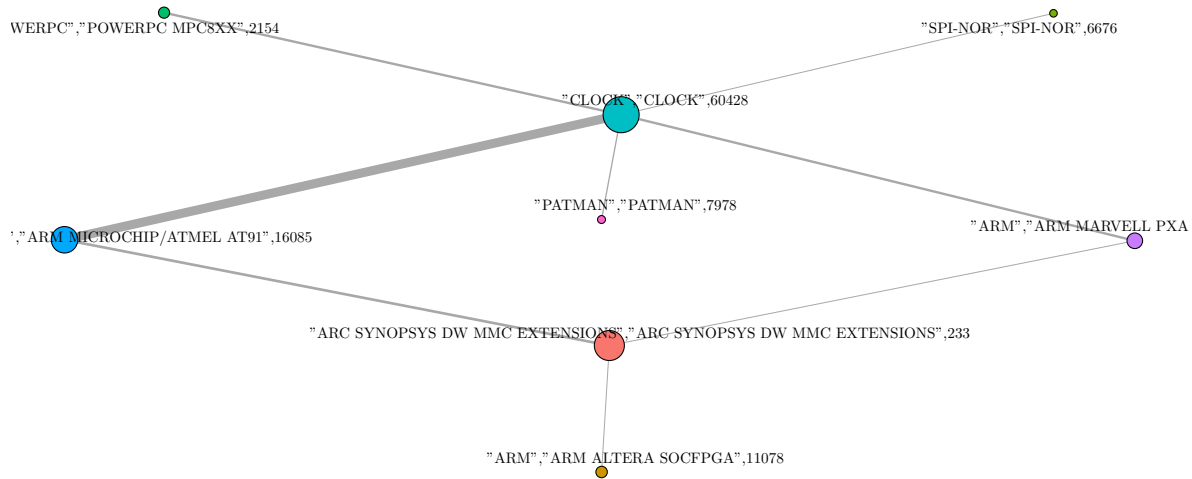 WERPC","POWERPC MPC8XX",2154
"SPI-NOR","SPI-NOR",6676
"CLOCK","CLOCK",60428
"PATMAN","PATMAN",7978
"ARM","ARM MARVELL PXA
',"ARM MICROCHIP/ATMEL AT91",16085
"ARC SYNOPSYS DW MMC EXTENSIONS","ARC SYNOPSYS DW MMC EXTENSIONS",233
"ARM","ARM ALTERA SOCFPGA",11078